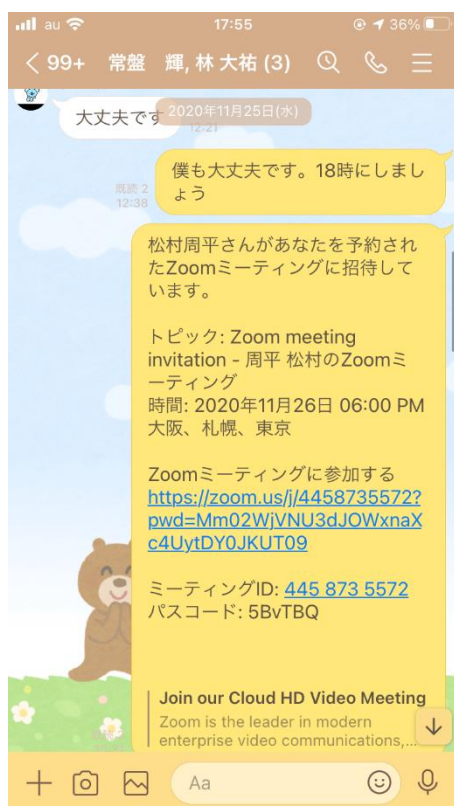 au 17:55 36%
99+ 常盤 輝, 林 大祐 (3)
2020年11月25日(水)
大丈夫です
12:21
僕も大丈夫です。18時にしまし
ょう
既読 2
12:38
松村周平さんがあなたを予約され
たZoomミーティングに招待して
います。
トピック: Zoom meeting
invitation - 周平 松村のZoomミ
ーティング
時間: 2020年11月26日 06:00 PM
大阪、札幌、東京
Zoomミーティングに参加する
https://zoom.us/j/4458735572?
pwd=Mm02WjVNU3dJOWxnaX
c4UytDY0JKUT09
ミーティングID: 445 873 5572
パスコード: 5BvTBQ
Join our Cloud HD Video Meeting
Zoom is the leader in modern
enterprise video communications,...
Aa